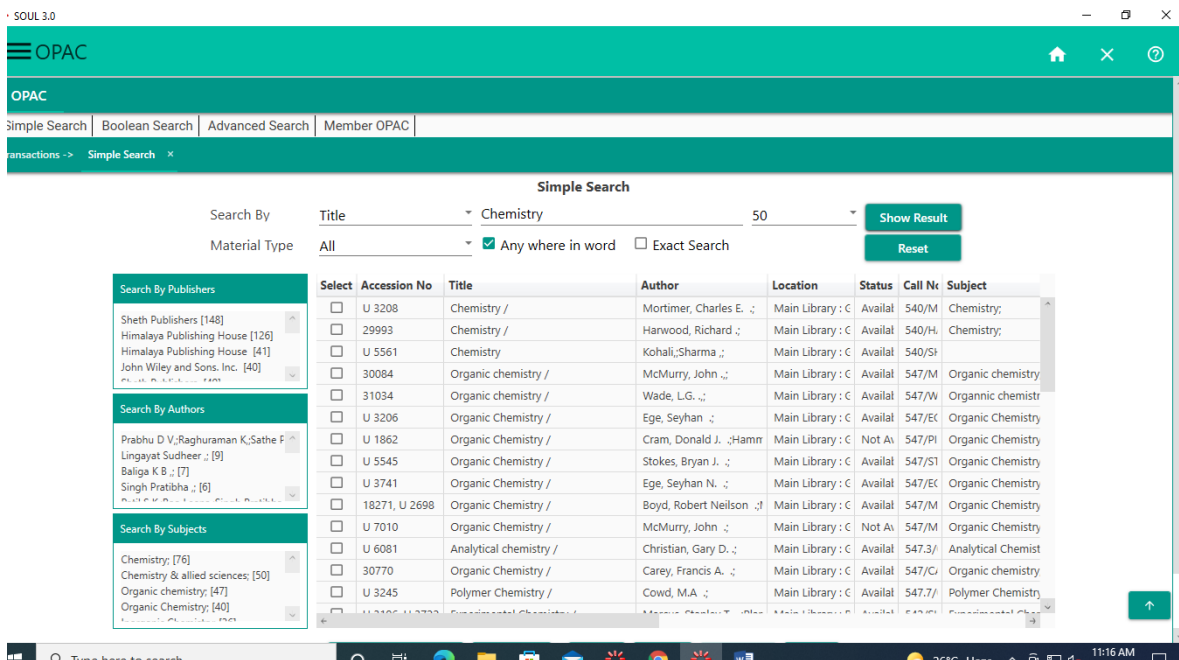 SOUL 3.0
OPAC
OPAC
Simple Search Boolean Search Advanced Search Member OPAC
ransactions -> Simple Search ×
Simple Search
Search By Title Chemistry 50 Show Result
Material Type All Any where in word Exact Search Reset
Search By Publishers
Sheth Publishers [148]
Himalaya Publishing House [126]
Himalaya Publishing House [41]
John Wiley and Sons. Inc. [40]
Search By Authors
Prabhu D V,;Raghuraman K,;Sathe P
Lingayat Sudheer ,; [9]
Baliga K B ,; [7]
Singh Pratibha ,; [6]
Search By Subjects
Chemistry; [76]
Chemistry & allied sciences; [50]
Organic chemistry; [47]
Organic Chemistry; [40]
Select Accession No Title Author Location Status Call No Subject
U 3208 Chemistry / Mortimer, Charles E. .; Main Library : G Availal 540/M Chemistry;
29993 Chemistry / Harwood, Richard .; Main Library : G Availal 540/H. Chemistry;
U 5561 Chemistry Kohali,;Sharma ,; Main Library : G Availal 540/SH
30084 Organic chemistry / McMurry, John .,; Main Library : G Availal 547/M Organic chemistry
31034 Organic chemistry / Wade, L.G. .,; Main Library : G Availal 547/W Organnic chemistr
U 3206 Organic Chemistry / Ege, Seyhan .; Main Library : G Availal 547/EG Organic Chemistry
U 1862 Organic Chemistry / Cram, Donald J. .;Hamm Main Library : G Not Av 547/PI Organic Chemistry
U 5545 Organic Chemistry / Stokes, Bryan J. .; Main Library : G Availal 547/ST Organic Chemistry
U 3741 Organic Chemistry / Ege, Seyhan N. .; Main Library : G Availal 547/EG Organic Chemistry
18271, U 2698 Organic Chemistry / Boyd, Robert Neilson .;M Main Library : G Availal 547/M Organic Chemistry
U 7010 Organic Chemistry / McMurry, John .; Main Library : G Not Av 547/M Organic Chemistry
U 6081 Analytical chemistry / Christian, Gary D. .; Main Library : G Availal 547.3/ Analytical Chemist
30770 Organic Chemistry / Carey, Francis A. .; Main Library : G Availal 547/CA Organic chemistry
U 3245 Polymer Chemistry / Cowd, M.A .; Main Library : G Availal 547.7/ Polymer Chemistry
Type here to search
11:16 AM